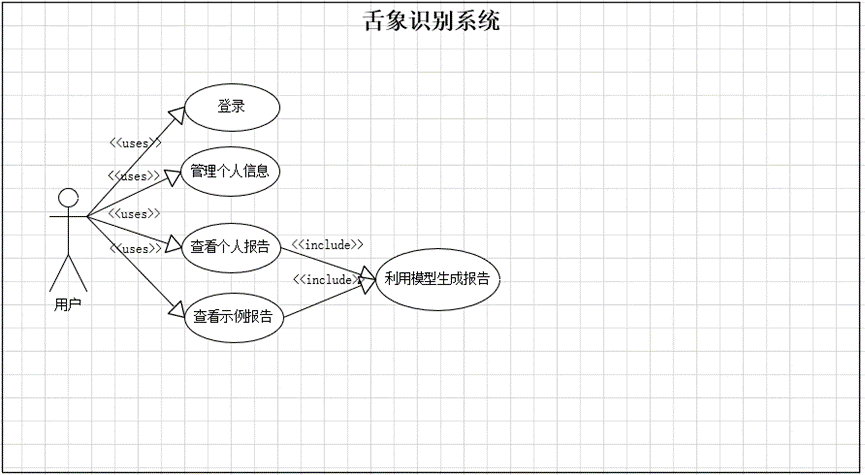 舌象识别系统
登录
<<uses>>
管理个人信息
<<uses>>
<<uses>>
查看个人报告
<<include>>
<<uses>>
利用模型生成报告
<<include>>
用户
查看示例报告